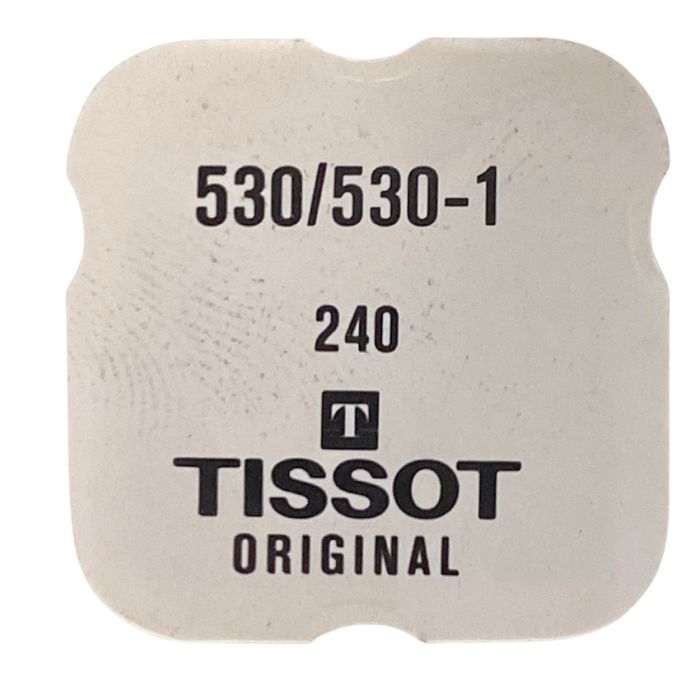 530/530-1
240
T
TISSOT
ORIGINAL